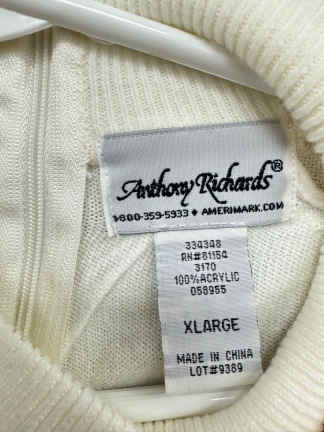 Anthony Richards®
1-800-359-5933 ♦ AMERIMARK.COM
334348
RN#81154
3170
100%ACRYLIC
058955
XLARGE
MADE IN CHINA
LOT#9389